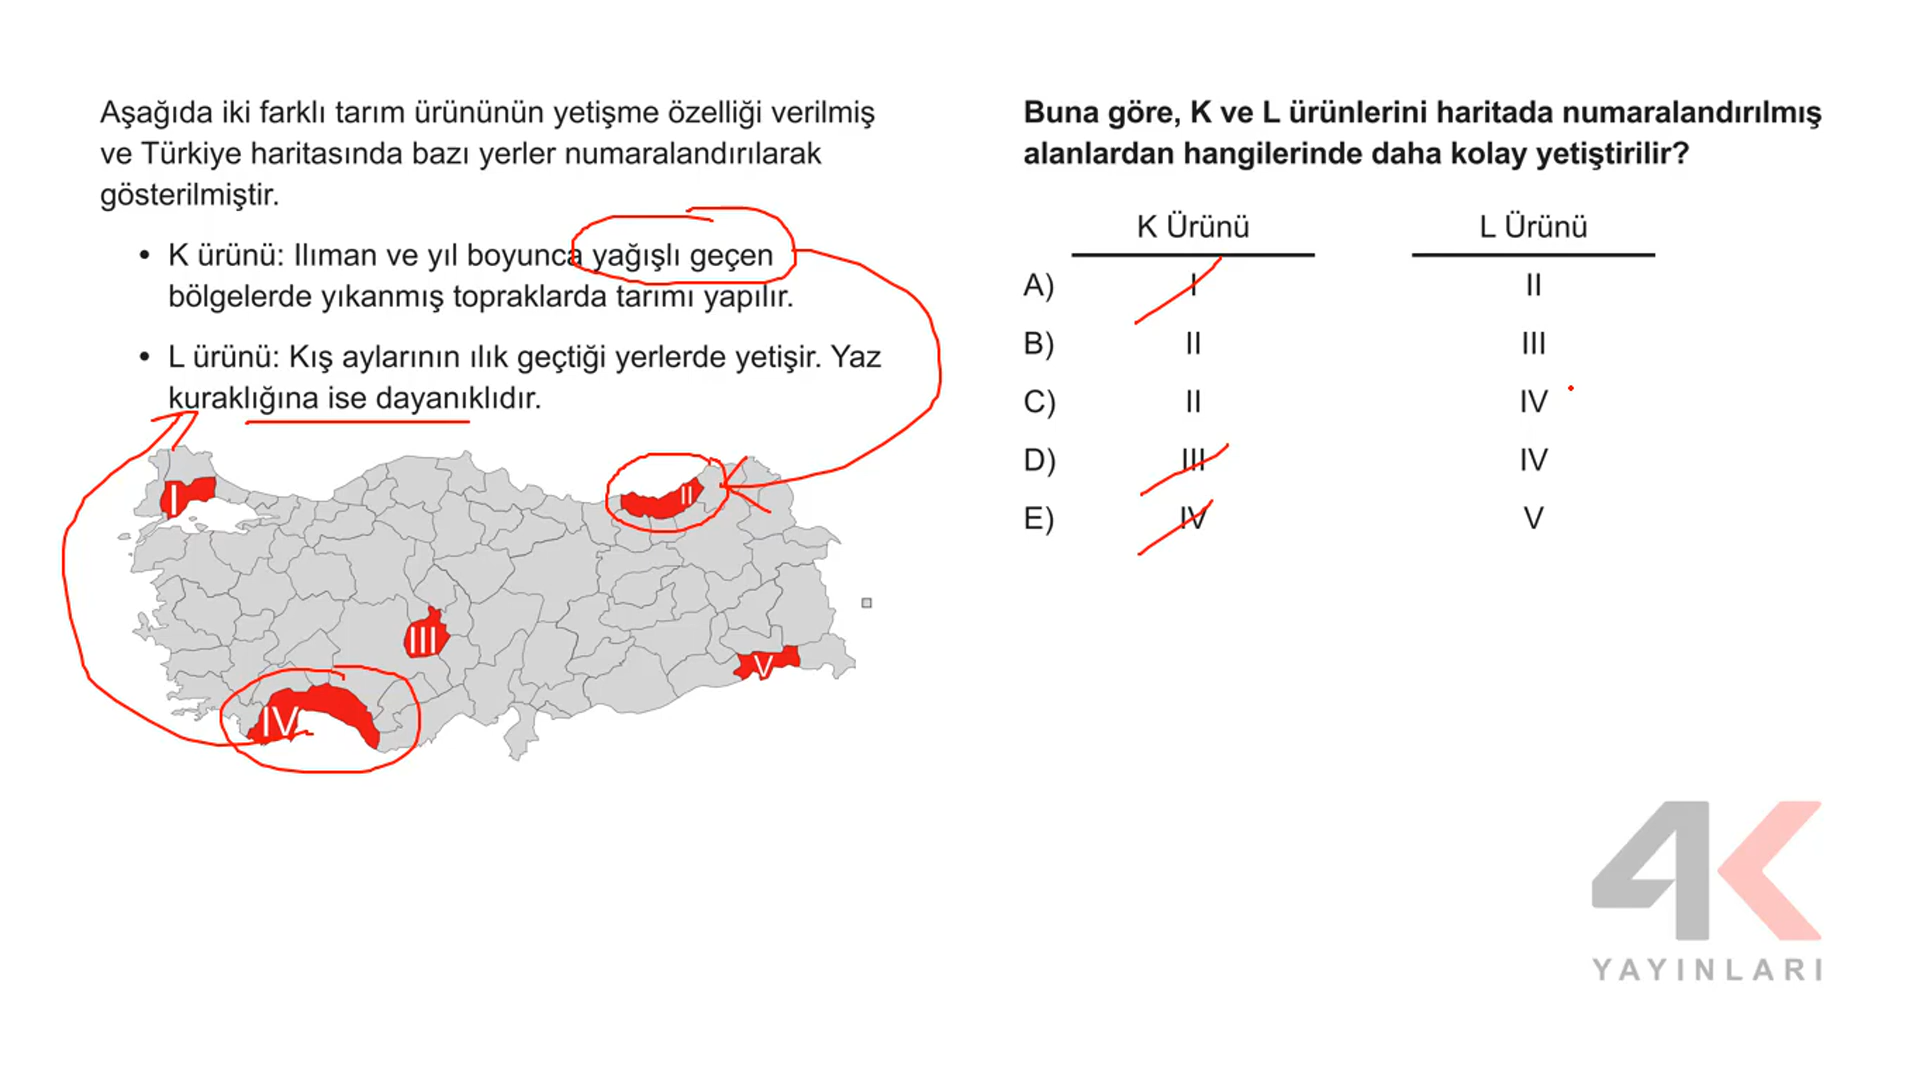 Aşağıda iki farklı tarım ürününün yetişme özelliği verilmiş
ve Türkiye haritasında bazı yerler numaralandırılarak
gösterilmiştir.
• K ürünü: Ilıman ve yıl boyunca yağışlı geçen
bölgelerde yıkanmış topraklarda tarımı yapılır.
• L ürünü: Kış aylarının ılık geçtiği yerlerde yetişir. Yaz
kuraklığına ise dayanıklıdır.
I
II
III
IV
V
Buna göre, K ve L ürünlerini haritada numaralandırılmış
alanlardan hangilerinde daha kolay yetiştirilir?
K Ürünü L Ürünü
A) I II
B) II III
C) II IV
D) III IV
E) IV V
4K
YAYINLARI